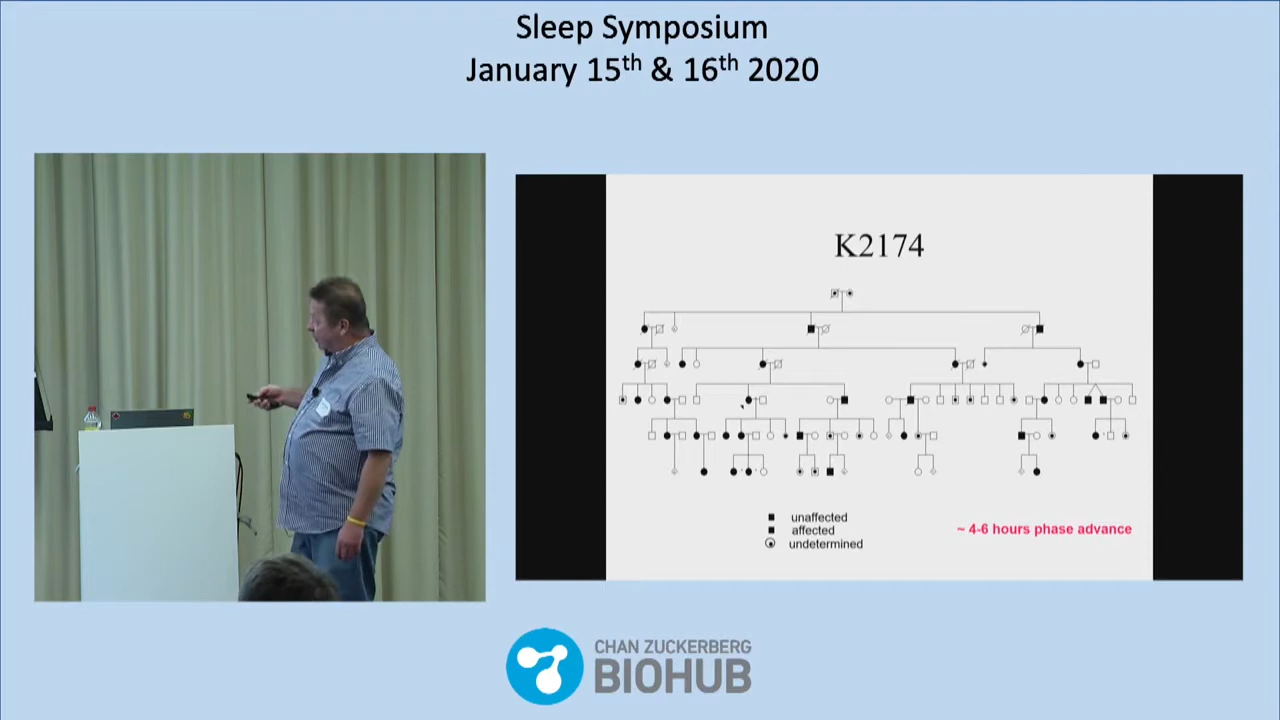 Sleep Symposium
January 15th & 16th 2020
K2174
unaffected
affected
undetermined
~ 4-6 hours phase advance
CHAN ZUCKERBERG
BIOHUB